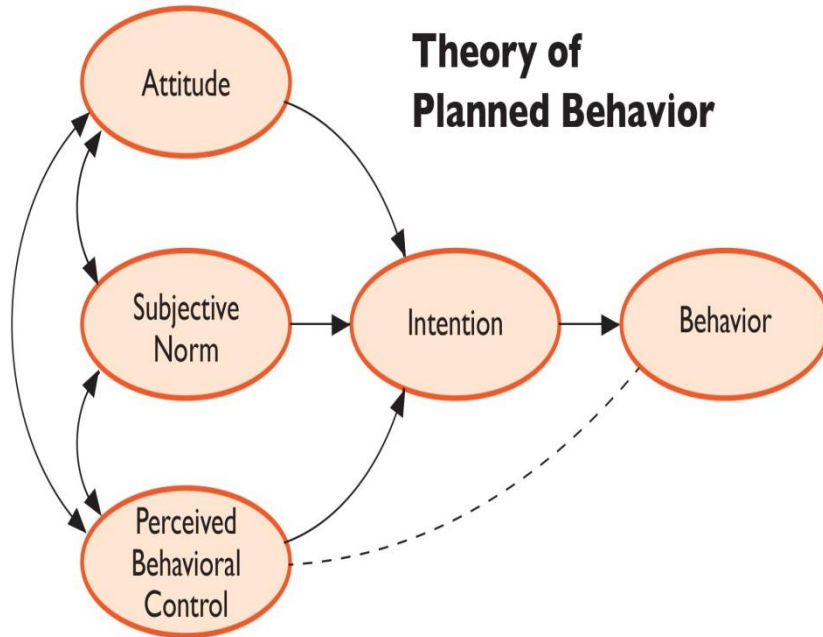 Theory of
Planned Behavior
Attitude
Subjective
Norm
Intention
Behavior
Perceived
Behavioral
Control